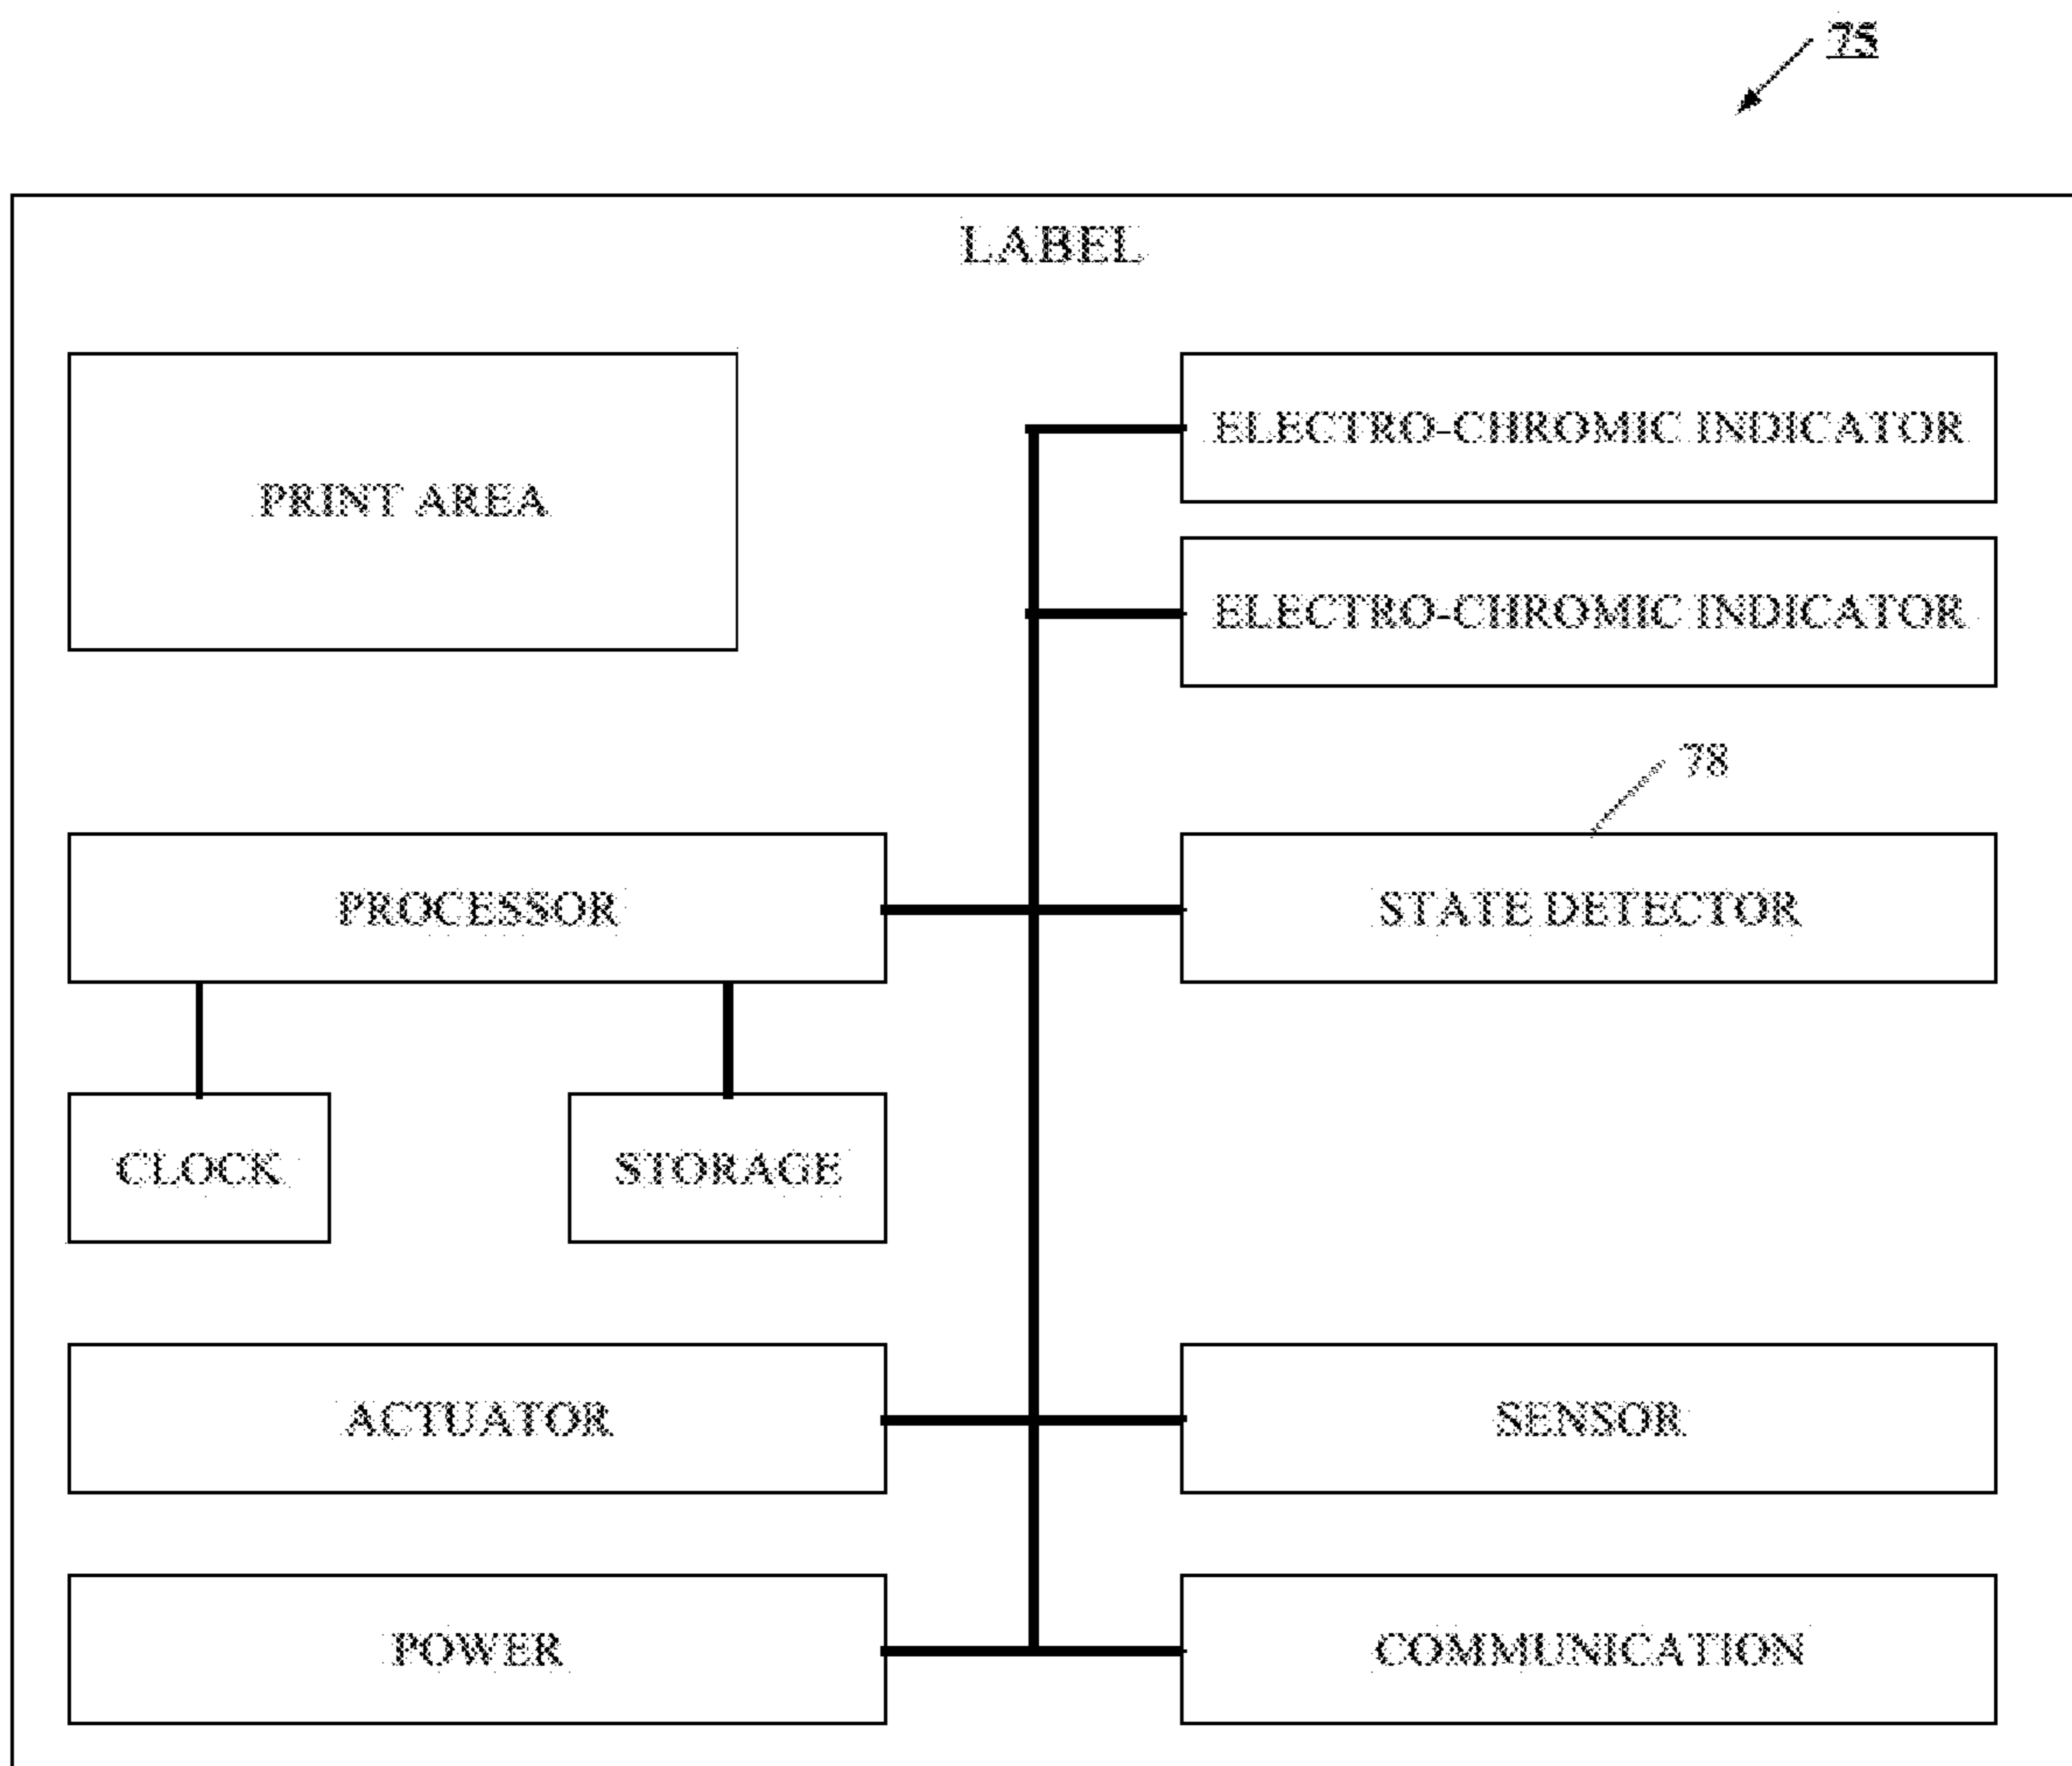 75
LABEL
PRINT AREA
ELECTRO-CHROMIC INDICATOR
ELECTRO-CHROMIC INDICATOR
78
PROCESSOR
STATE DETECTOR
CLOCK
STORAGE
ACTUATOR
SENSOR
POWER
COMMUNICATION